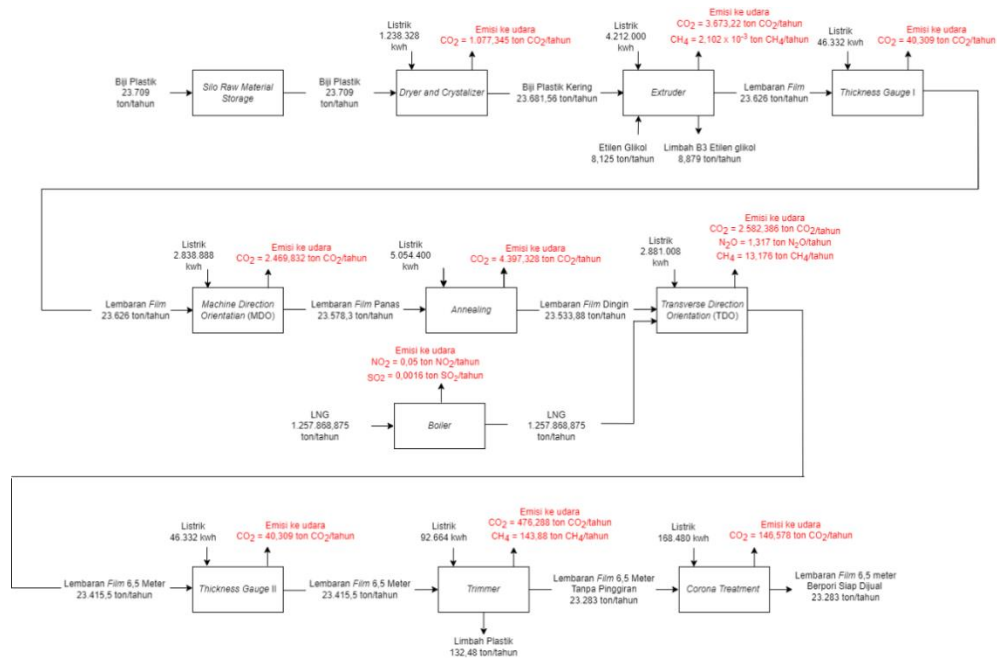 Listrik
1.238.328
kwh
Emisi ke udara
CO2 = 1.077,345 ton CO2/tahun
Listrik
4.212.000
kwh
Emisi ke udara
CO2 = 3.673,22 ton CO2/tahun
CH4 = 2,102 x 10-3 ton CH4/tahun
Listrik
46.332 kwh
Emisi ke udara
CO2 = 40,309 ton CO2/tahun
Biji Plastik
23.709
ton/tahun
Silo Raw Material
Storage
Biji Plastik
23.709
ton/tahun
Dryer and Crystalizer
Biji Plastik Kering
23.681,56 ton/tahun
Extruder
Lembaran Film
23.626 ton/tahun
Thickness Gauge I
Etilen Glikol
8,125 ton/tahun
Limbah B3 Etilen glikol
8,879 ton/tahun
Listrik
2.838.888
kwh
Emisi ke udara
CO2 = 2.469,832 ton CO2/tahun
Listrik
5.054.400
kwh
Emisi ke udara
CO2 = 4.397,328 ton CO2/tahun
Listrik
2.881.008
kwh
Emisi ke udara
CO2 = 2.582,386 ton CO2/tahun
N2O = 1,317 ton N2O/tahun
CH4 = 13,176 ton CH4/tahun
Lembaran Film
23.626 ton/tahun
Machine Direction
Orientatian (MDO)
Lembaran Film Panas
23.578,3 ton/tahun
Annealing
Lembaran Film Dingin
23.533,88 ton/tahun
Transverse Direction
Orientation (TDO)
Emisi ke udara
NO2 = 0,05 ton NO2/tahun
SO2 = 0,0016 ton SO2/tahun
LNG
1.257.868,875
ton/tahun
Boiler
LNG
1.257.868,875
ton/tahun
Listrik
46.332 kwh
Emisi ke udara
CO2 = 40,309 ton CO2/tahun
Listrik
92.664 kwh
Emisi ke udara
CO2 = 476,288 ton CO2/tahun
CH4 = 143,88 ton CH4/tahun
Listrik
168.480 kwh
Emisi ke udara
CO2 = 146,578 ton CO2/tahun
Lembaran Film 6,5 Meter
23.415,5 ton/tahun
Thickness Gauge II
Lembaran Film 6,5 Meter
23.415,5 ton/tahun
Trimmer
Lembaran Film 6,5 Meter
Tanpa Pinggiran
23.283 ton/tahun
Corona Treatment
Lembaran Film 6,5 meter
Berpori Siap Dijual
23.283 ton/tahun
Limbah Plastik
132,48 ton/tahun